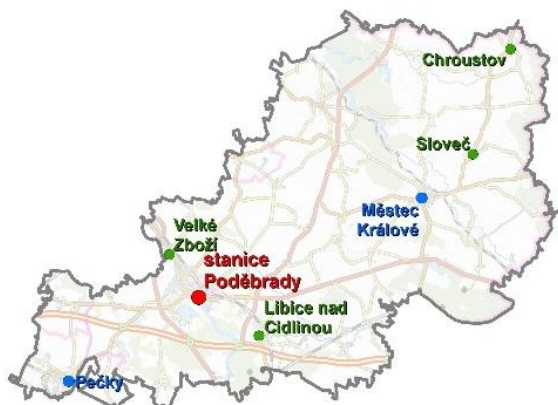 Chroustov
Sloveč
Městec
Králové
Velké
Zboží
stanice
Poděbrady
Libice nad
Cidlinou
Pečky